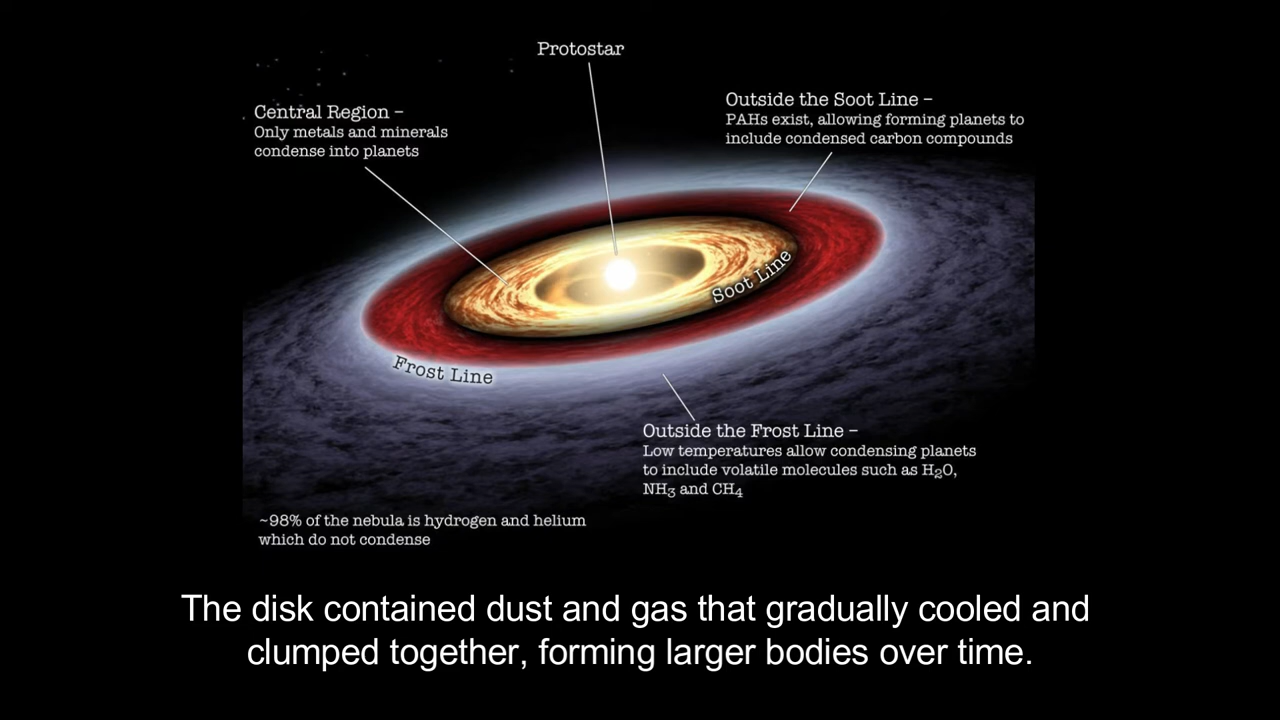 Protostar
Central Region –
Only metals and minerals
condense into planets
Outside the Soot Line –
PAHs exist, allowing forming planets to
include condensed carbon compounds
Soot Line
Frost Line
Outside the Frost Line –
Low temperatures allow condensing planets
to include volatile molecules such as H₂O,
NH₃ and CH₄
~98% of the nebula is hydrogen and helium
which do not condense
The disk contained dust and gas that gradually cooled and
clumped together, forming larger bodies over time.